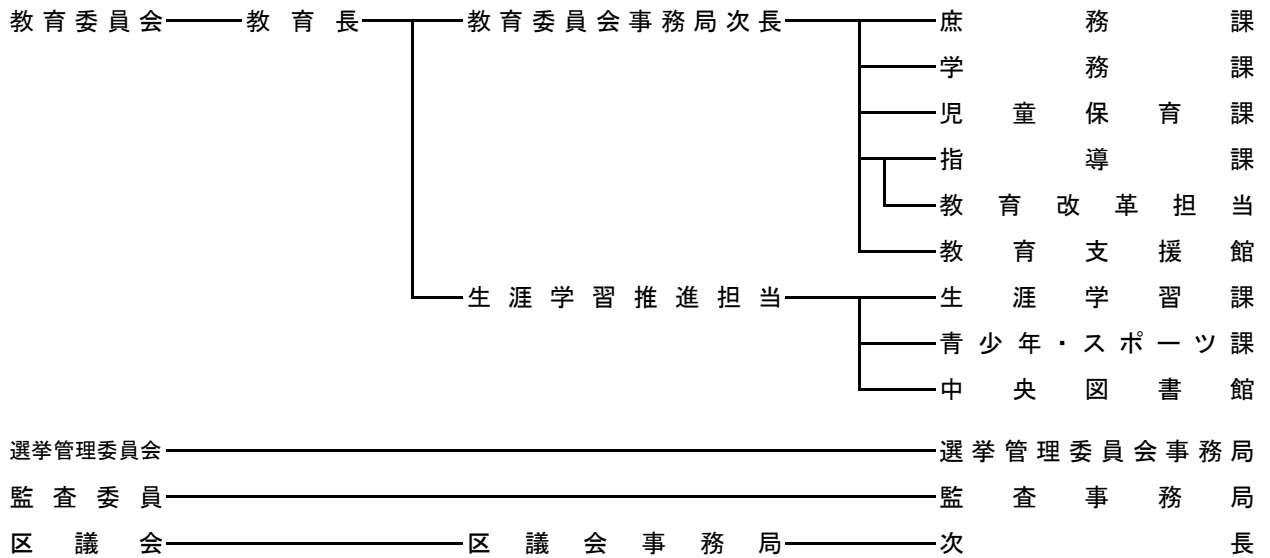 教育委員会 教育長 教育委員会事務局次長 庶務課
学務課
児童保育課
指導課
教育改革担当
教育支援館
生涯学習推進担当 生涯学習課
青少年・スポーツ課
中央図書館
選挙管理委員会 選挙管理委員会事務局
監査委員 監査事務局
区議会 区議会事務局 次長